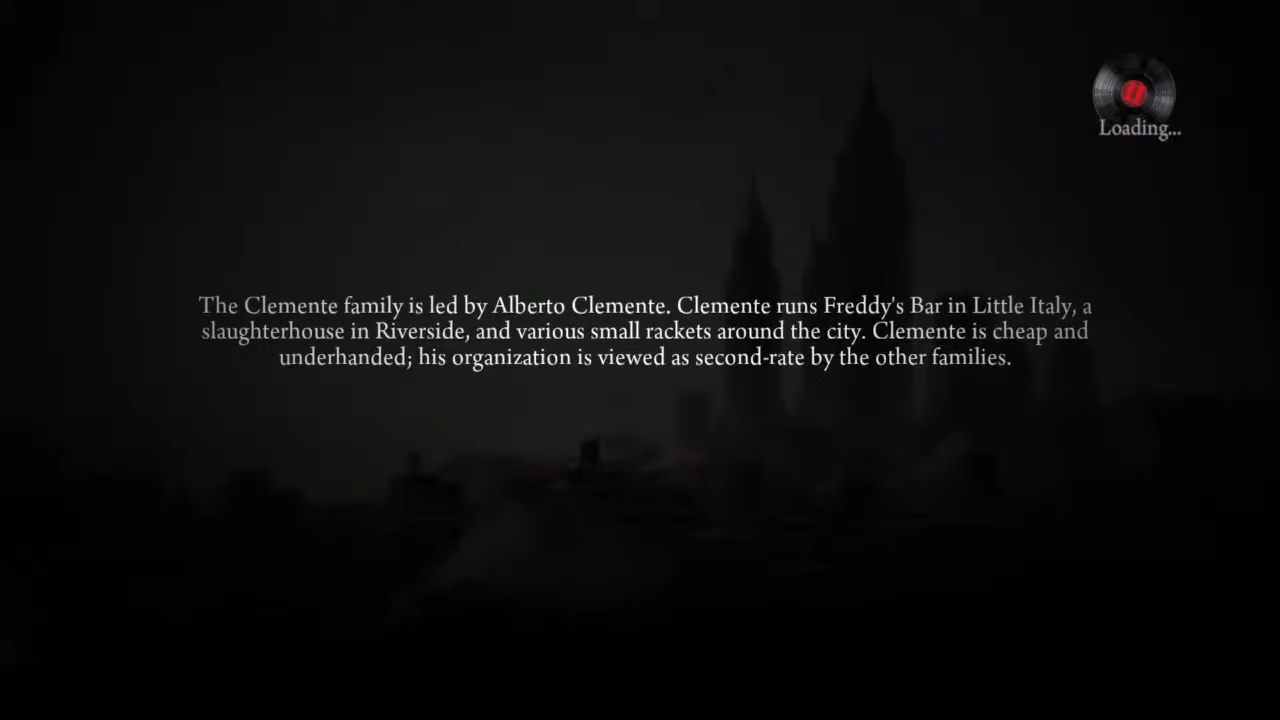 Loading...
The Clemente family is led by Alberto Clemente. Clemente runs Freddy's Bar in Little Italy, a
slaughterhouse in Riverside, and various small rackets around the city. Clemente is cheap and
underhanded; his organization is viewed as second-rate by the other families.